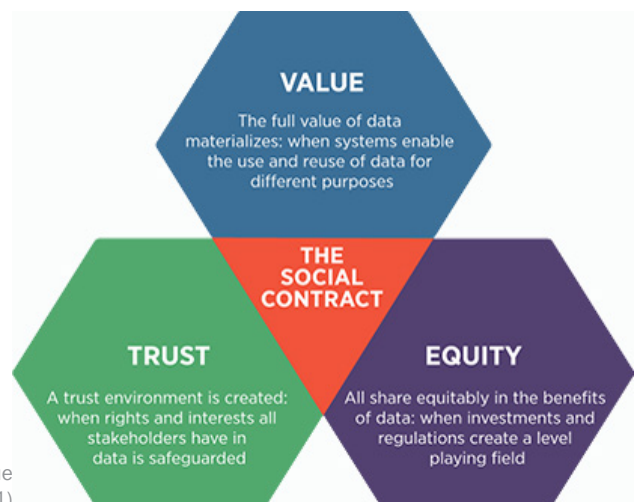 VALUE
The full value of data
materializes: when systems enable
the use and reuse of data for
different purposes
THE
SOCIAL
CONTRACT
TRUST
A trust environment is created:
when rights and interests all
stakeholders have in
data is safeguarded
EQUITY
All share equitably in the benefits
of data: when investments and
regulations create a level
playing field